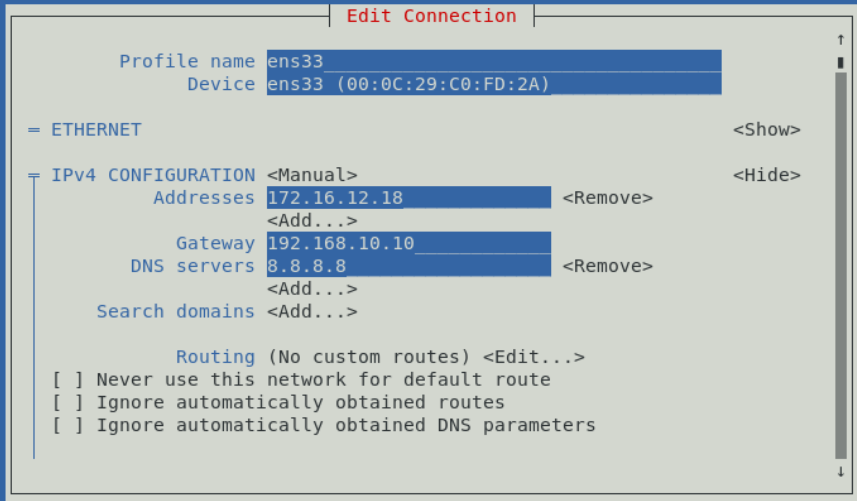 Edit Connection
Profile name ens33
Device ens33 (00:0C:29:C0:FD:2A)
ETHERNET <Show>
IPv4 CONFIGURATION <Manual> <Hide>
Addresses 172.16.12.18 <Remove>
<Add...>
Gateway 192.168.10.10
DNS servers 8.8.8.8 <Remove>
<Add...>
Search domains <Add...>
Routing (No custom routes) <Edit...>
[ ] Never use this network for default route
[ ] Ignore automatically obtained routes
[ ] Ignore automatically obtained DNS parameters